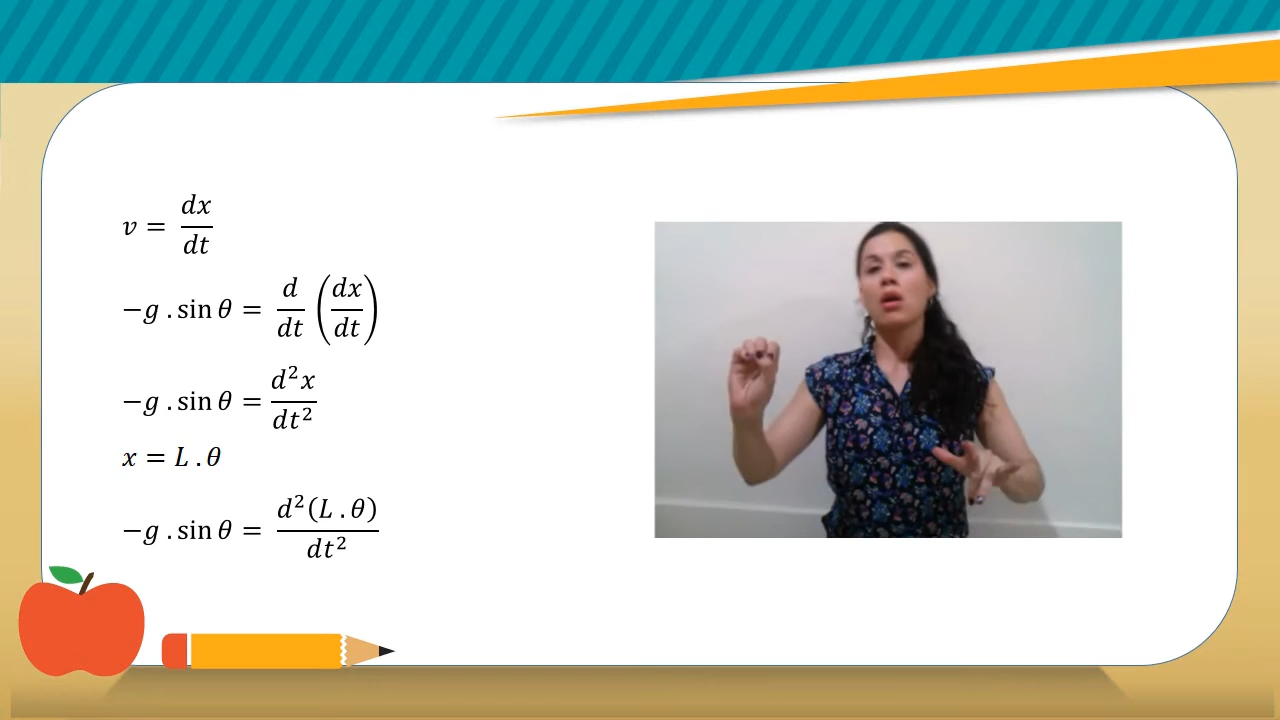 v = dx/dt
−g . sin θ = d/dt (dx/dt)
−g . sin θ = d²x/dt²
x = L . θ
−g . sin θ = d²(L . θ)/dt²